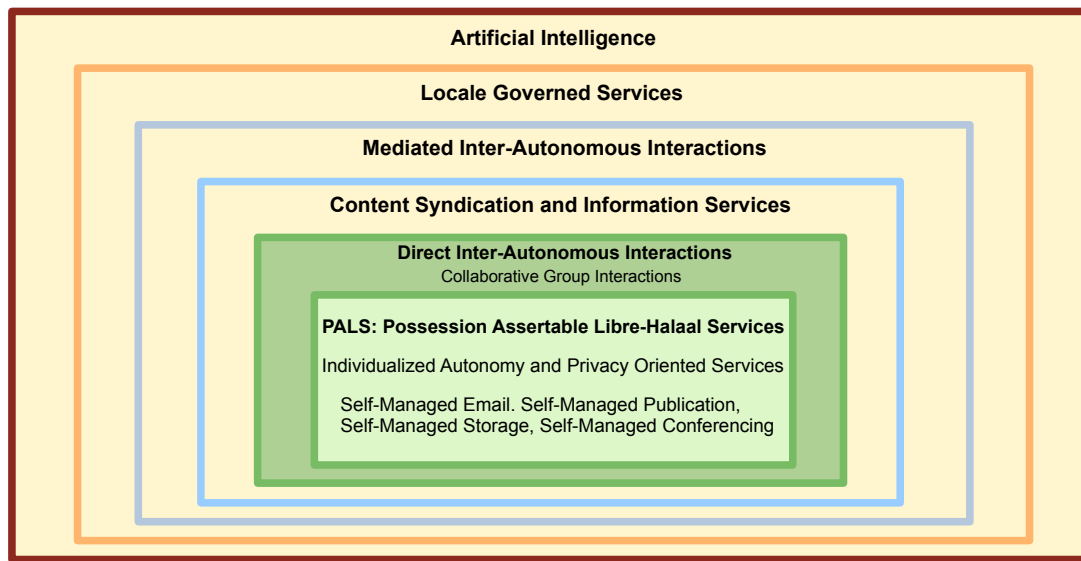 Artificial Intelligence
Locale Governed Services
Mediated Inter-Autonomous Interactions
Content Syndication and Information Services
Direct Inter-Autonomous Interactions
Collaborative Group Interactions
PALS: Possession Assertable Libre-Halaal Services
Individualized Autonomy and Privacy Oriented Services
Self-Managed Email. Self-Managed Publication,
Self-Managed Storage, Self-Managed Conferencing